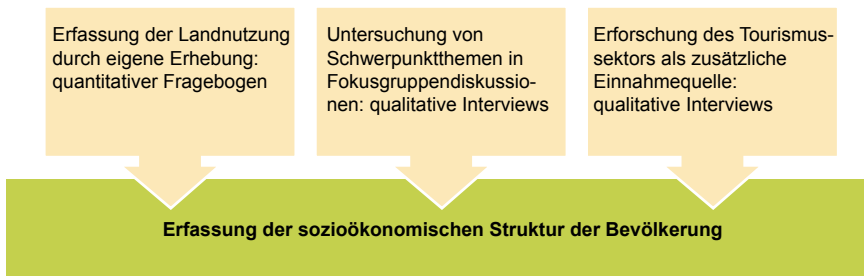 Erfassung der Landnutzung
durch eigene Erhebung:
quantitativer Fragebogen
Untersuchung von
Schwerpunktthemen in
Fokusgruppendiskussio-
nen: qualitative Interviews
Erforschung des Tourismus-
sektors als zusätzliche
Einnahmequelle:
qualitative Interviews
Erfassung der sozioökonomischen Struktur der Bevölkerung